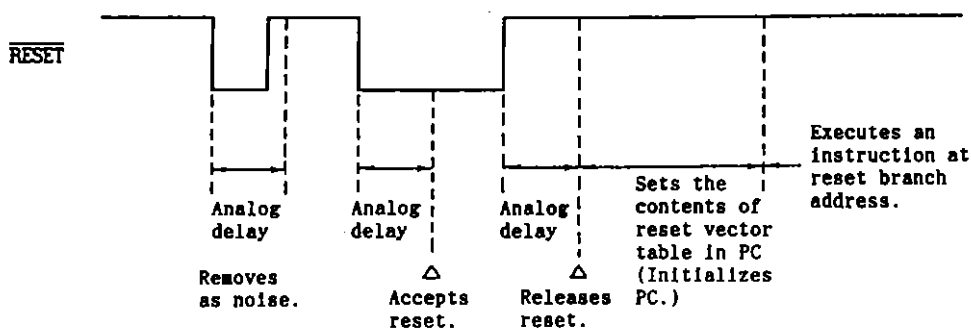 RESET
Analog
delay
Removes
as noise.
Analog
delay
Accepts
reset.
Analog
delay
Releases
reset.
Sets the
contents of
reset vector
table in PC
(Initializes
PC.)
Executes an
instruction at
reset branch
address.